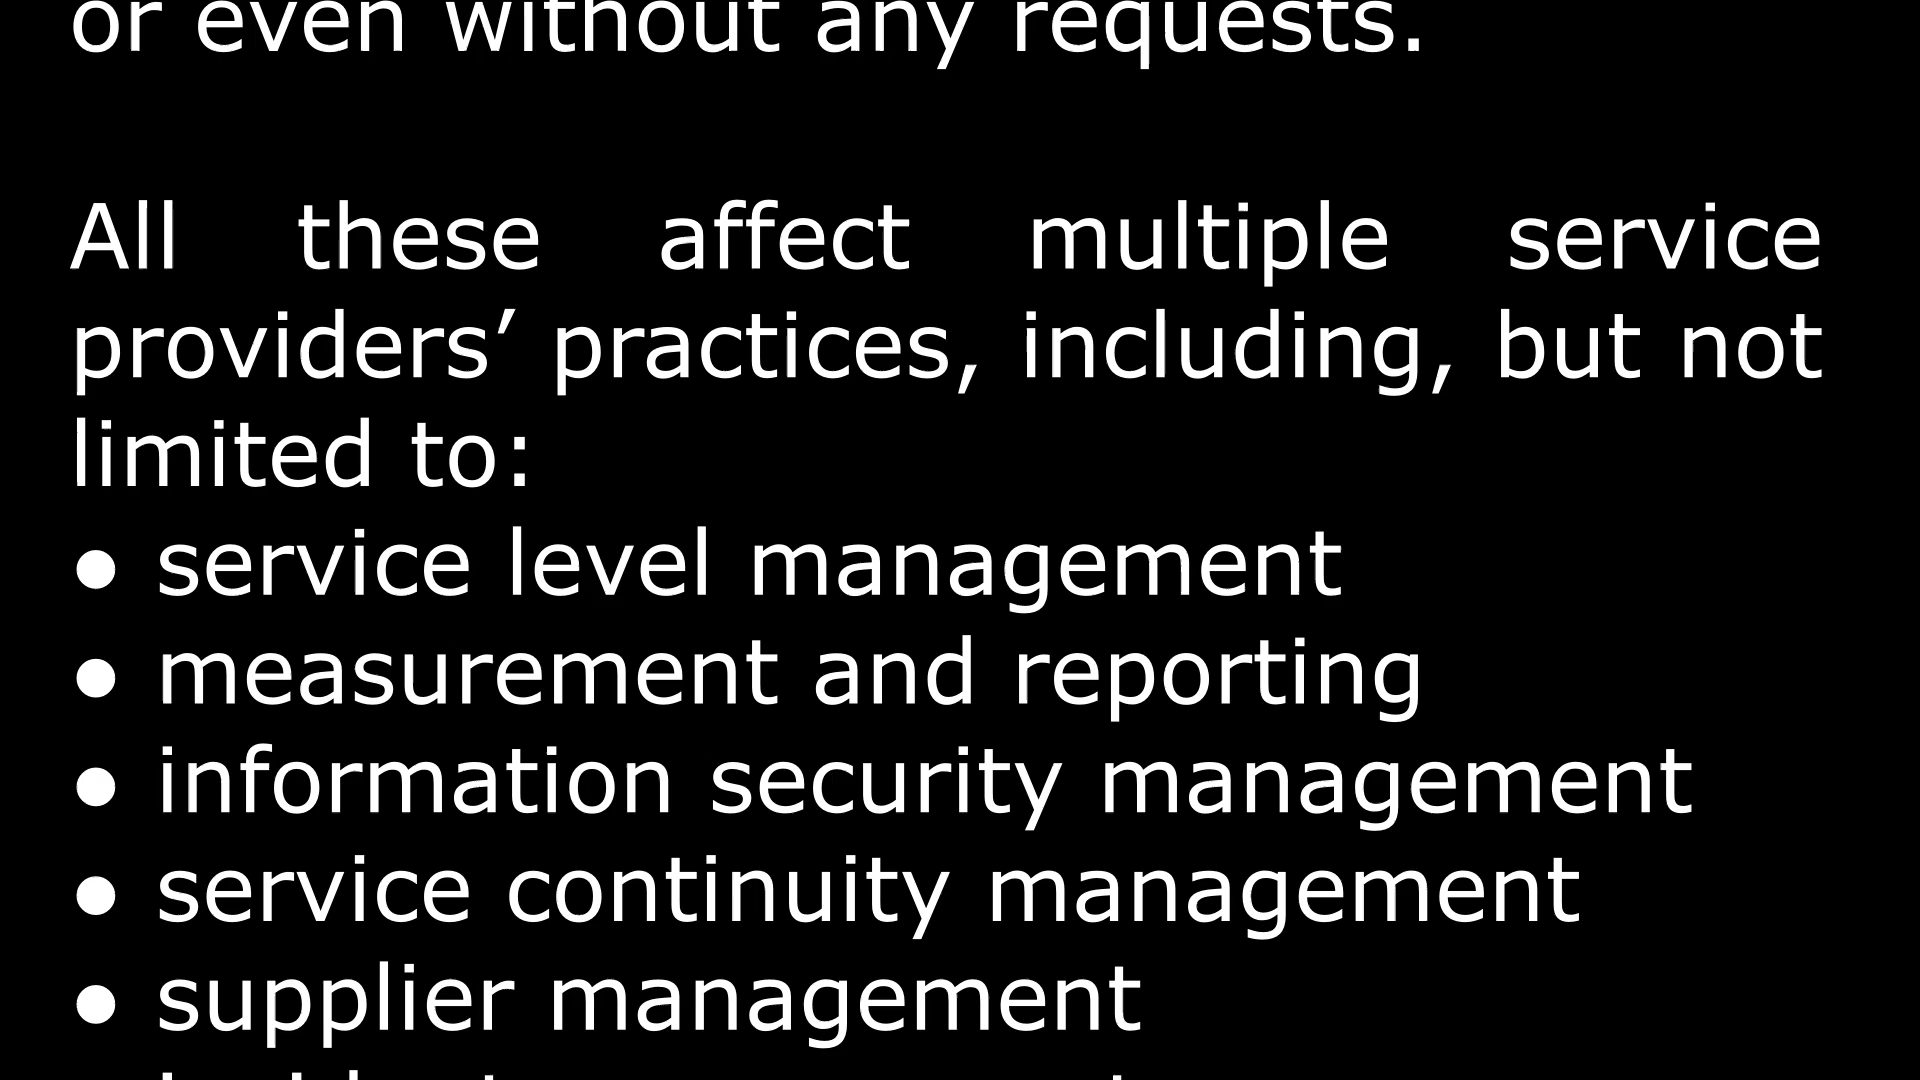 or even without any requests.
All these affect multiple service
providers’ practices, including, but not
limited to:
● service level management
● measurement and reporting
● information security management
● service continuity management
● supplier management